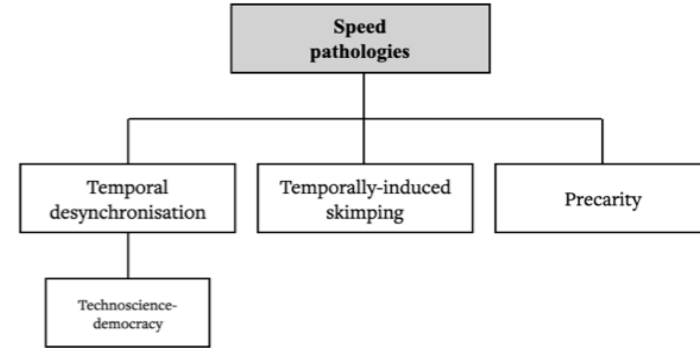 Speed
pathologies
Temporal
desynchronisation
Temporally-induced
skimping
Precarity
Technoscience-
democracy